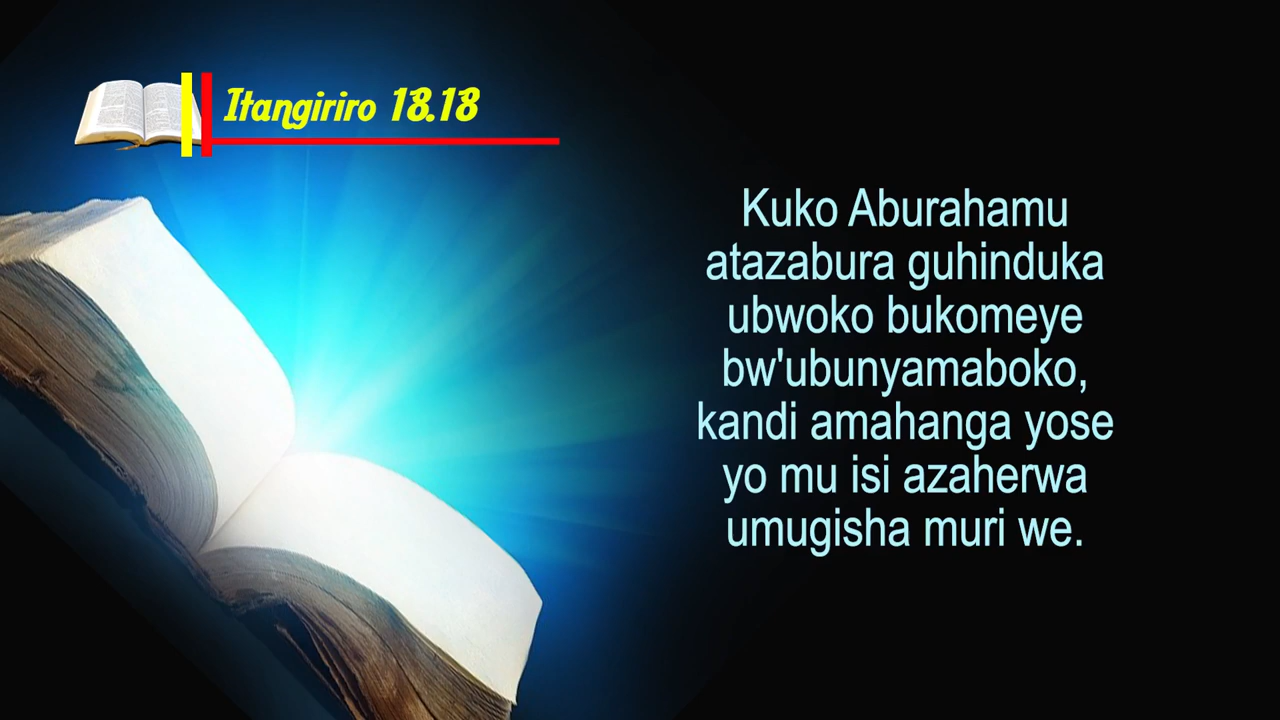 Itangiriro 18.18
Kuko Aburahamu
atazabura guhinduka
ubwoko bukomeye
bw'ubunyamaboko,
kandi amahanga yose
yo mu isi azaherwa
umugisha muri we.